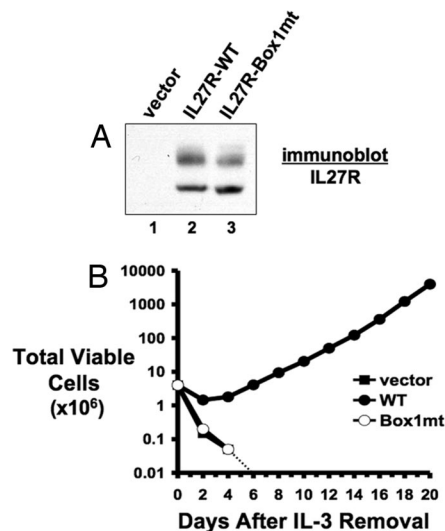 vector
IL27R-WT
IL27R-Box1mt
A
immunoblot
IL27R
1 2 3
B
10000
1000
100
10
1
0.1
0.01
Total Viable
Cells
(x10⁶)
vector
WT
Box1mt
0 2 4 6 8 10 12 14 16 18 20
Days After IL-3 Removal